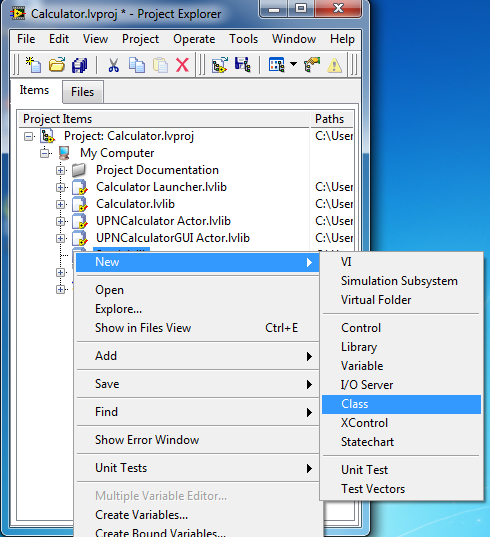 Calculator.lvproj * - Project Explorer
File Edit View Project Operate Tools Window Help
Items Files
Project Items Paths
Project: Calculator.lvproj C:\User
My Computer
Project Documentation
Calculator Launcher.lvlib C:\User
Calculator.lvlib C:\User
UPNCalculator Actor.lvlib C:\User
UPNCalculatorGUI Actor.lvlib C:\User
New
Open
Explore...
Show in Files View Ctrl+E
Add
Save
Find
Show Error Window
Unit Tests
Multiple Variable Editor...
Create Variables...
Create Bound Variables...
VI
Simulation Subsystem
Virtual Folder
Control
Library
Variable
I/O Server
Class
XControl
Statechart
Unit Test
Test Vectors